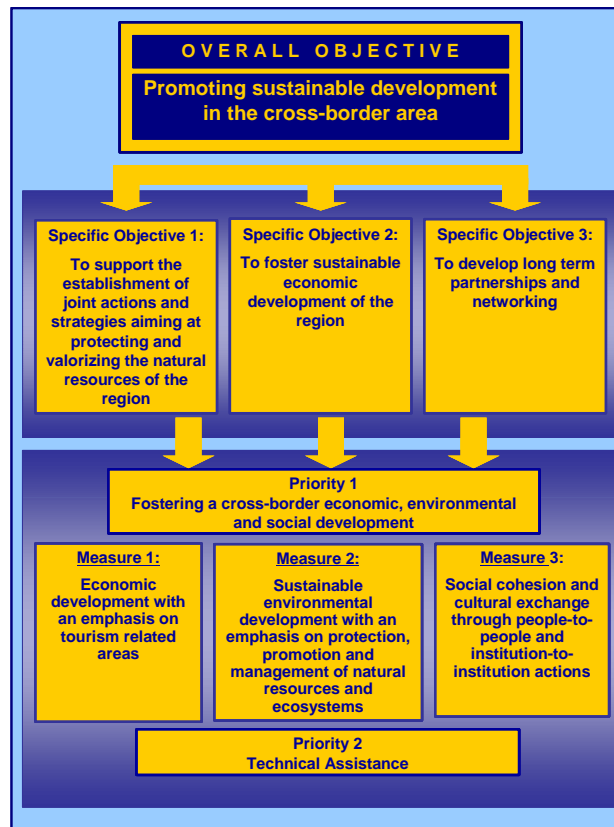 OVERALL OBJECTIVE
Promoting sustainable development
in the cross-border area
Specific Objective 1:
To support the
establishment of
joint actions and
strategies aiming at
protecting and
valorizing the natural
resources of the
region
Specific Objective 2:
To foster sustainable
economic
development of the
region
Specific Objective 3:
To develop long term
partnerships and
networking
Priority 1
Fostering a cross-border economic, environmental
and social development
Measure 1:
Economic
development with
an emphasis on
tourism related
areas
Measure 2:
Sustainable
environmental
development with an
emphasis on protection,
promotion and
management of natural
resources and
ecosystems
Measure 3:
Social cohesion and
cultural exchange
through people-to-
people and
institution-to-
institution actions
Priority 2
Technical Assistance